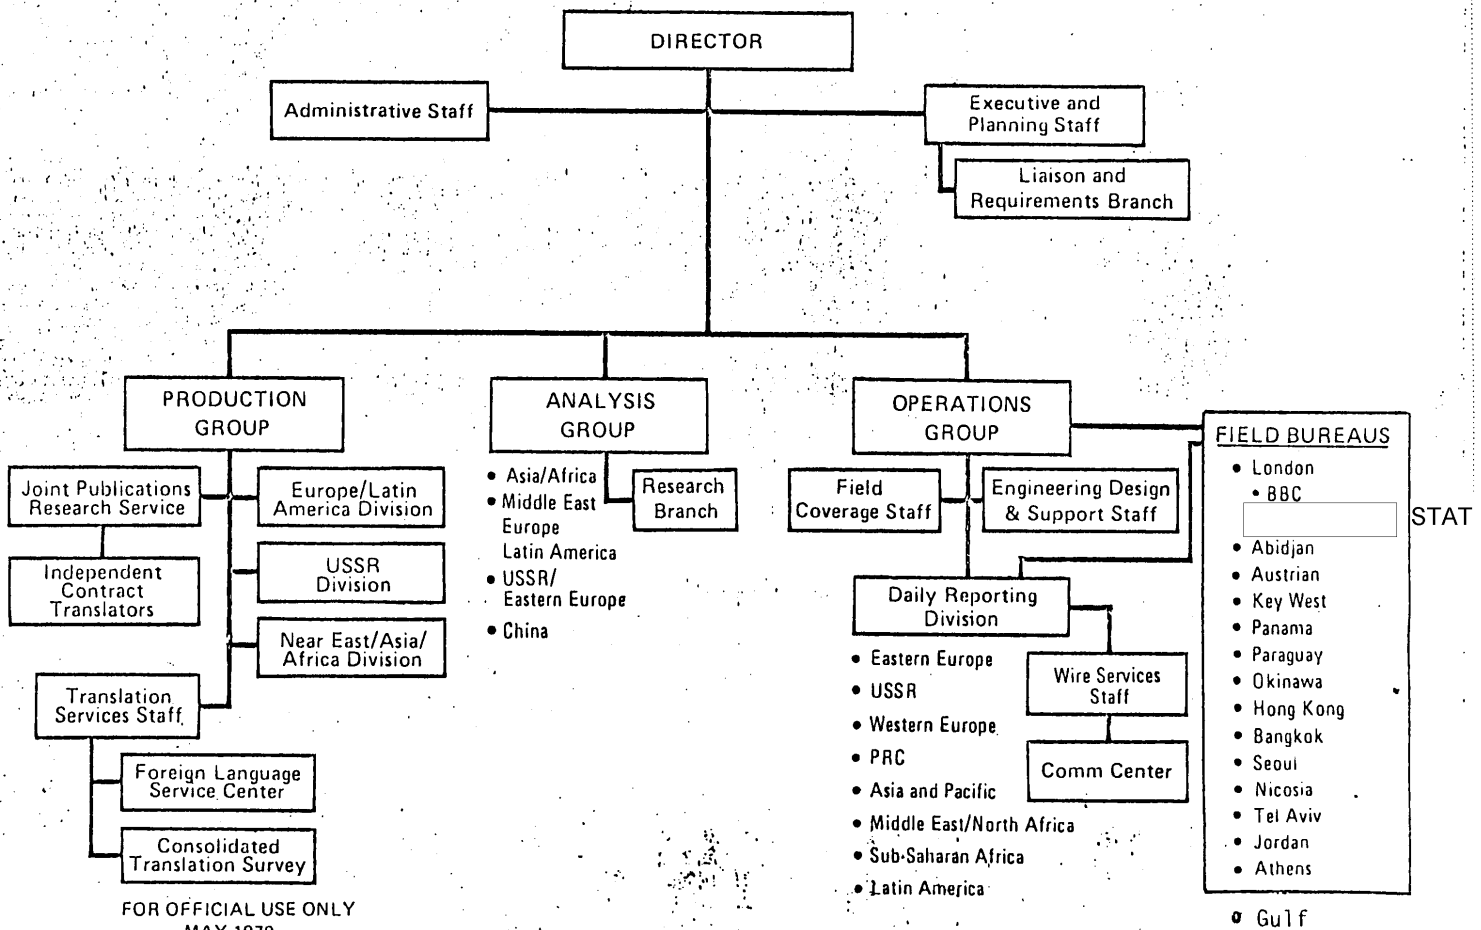 DIRECTOR
Administrative Staff
Executive and
Planning Staff
Liaison and
Requirements Branch
PRODUCTION
GROUP
ANALYSIS
GROUP
OPERATIONS
GROUP
Joint Publications
Research Service
Independent
Contract
Translators
Europe/Latin
America Division
USSR
Division
Near East/Asia/
Africa Division
Translation
Services Staff
Foreign Language
Service Center
Consolidated
Translation Survey
• Asia/Africa
• Middle East
Europe
Latin America
• USSR/
Eastern Europe
• China
Research
Branch
Field
Coverage Staff
Engineering Design
& Support Staff
Daily Reporting
Division
• Eastern Europe
• USSR
• Western Europe
• PRC
• Asia and Pacific
• Middle East/North Africa
• Sub-Saharan Africa
• Latin America
Wire Services
Staff
Comm Center
FIELD BUREAUS
• London
• BBC
STAT
• Abidjan
• Austrian
• Key West
• Panama
• Paraguay
• Okinawa
• Hong Kong
• Bangkok
• Seoul
• Nicosia
• Tel Aviv
• Jordan
• Athens
• Gulf
FOR OFFICIAL USE ONLY
MAY